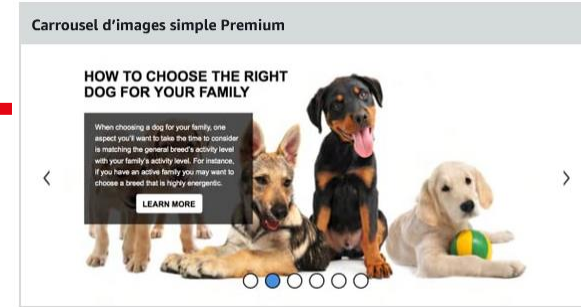 Carrousel d’images simple Premium
HOW TO CHOOSE THE RIGHT
DOG FOR YOUR FAMILY
When choosing a dog for your family, one
aspect you'll want to take the time to consider
is matching the general breed's activity level
with your family's activity level. For instance,
if you have an active family you may want to
choose a breed that is highly energentic.
LEARN MORE